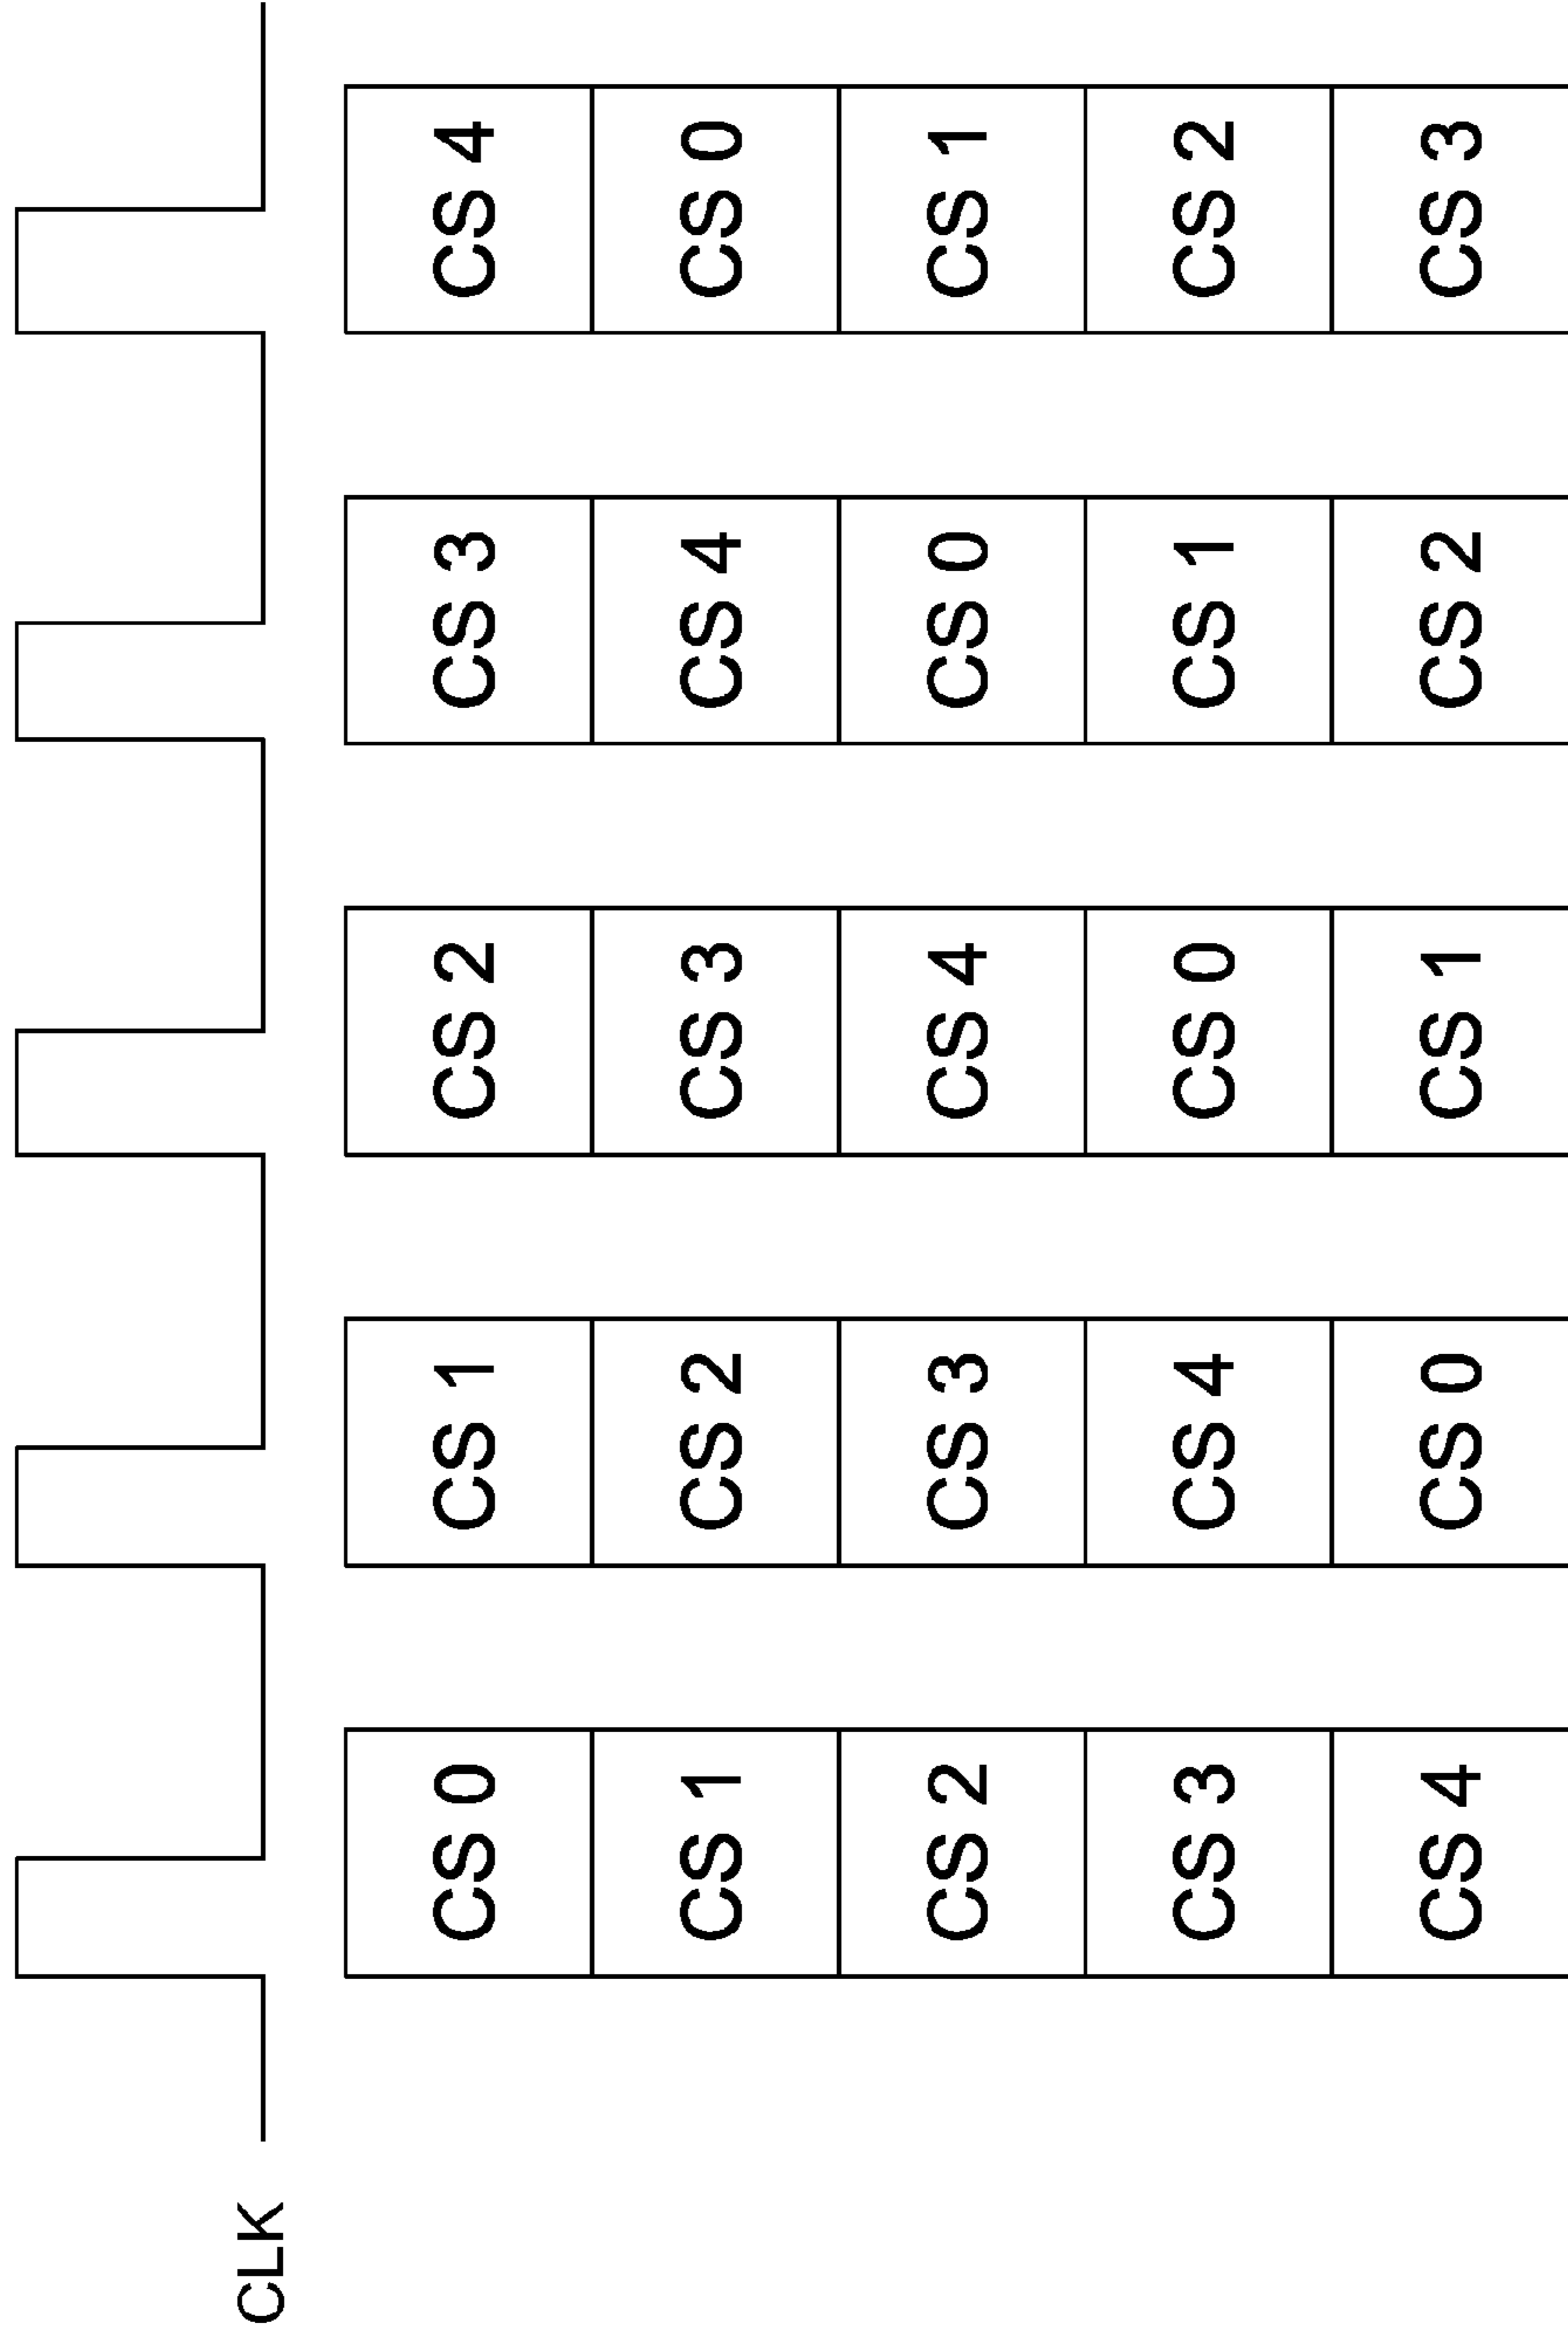 CLK
CS 0 CS 1 CS 2 CS 3 CS 4
CS 1 CS 2 CS 3 CS 4 CS 0
CS 2 CS 3 CS 4 CS 0 CS 1
CS 3 CS 4 CS 0 CS 1 CS 2
CS 4 CS 0 CS 1 CS 2 CS 3